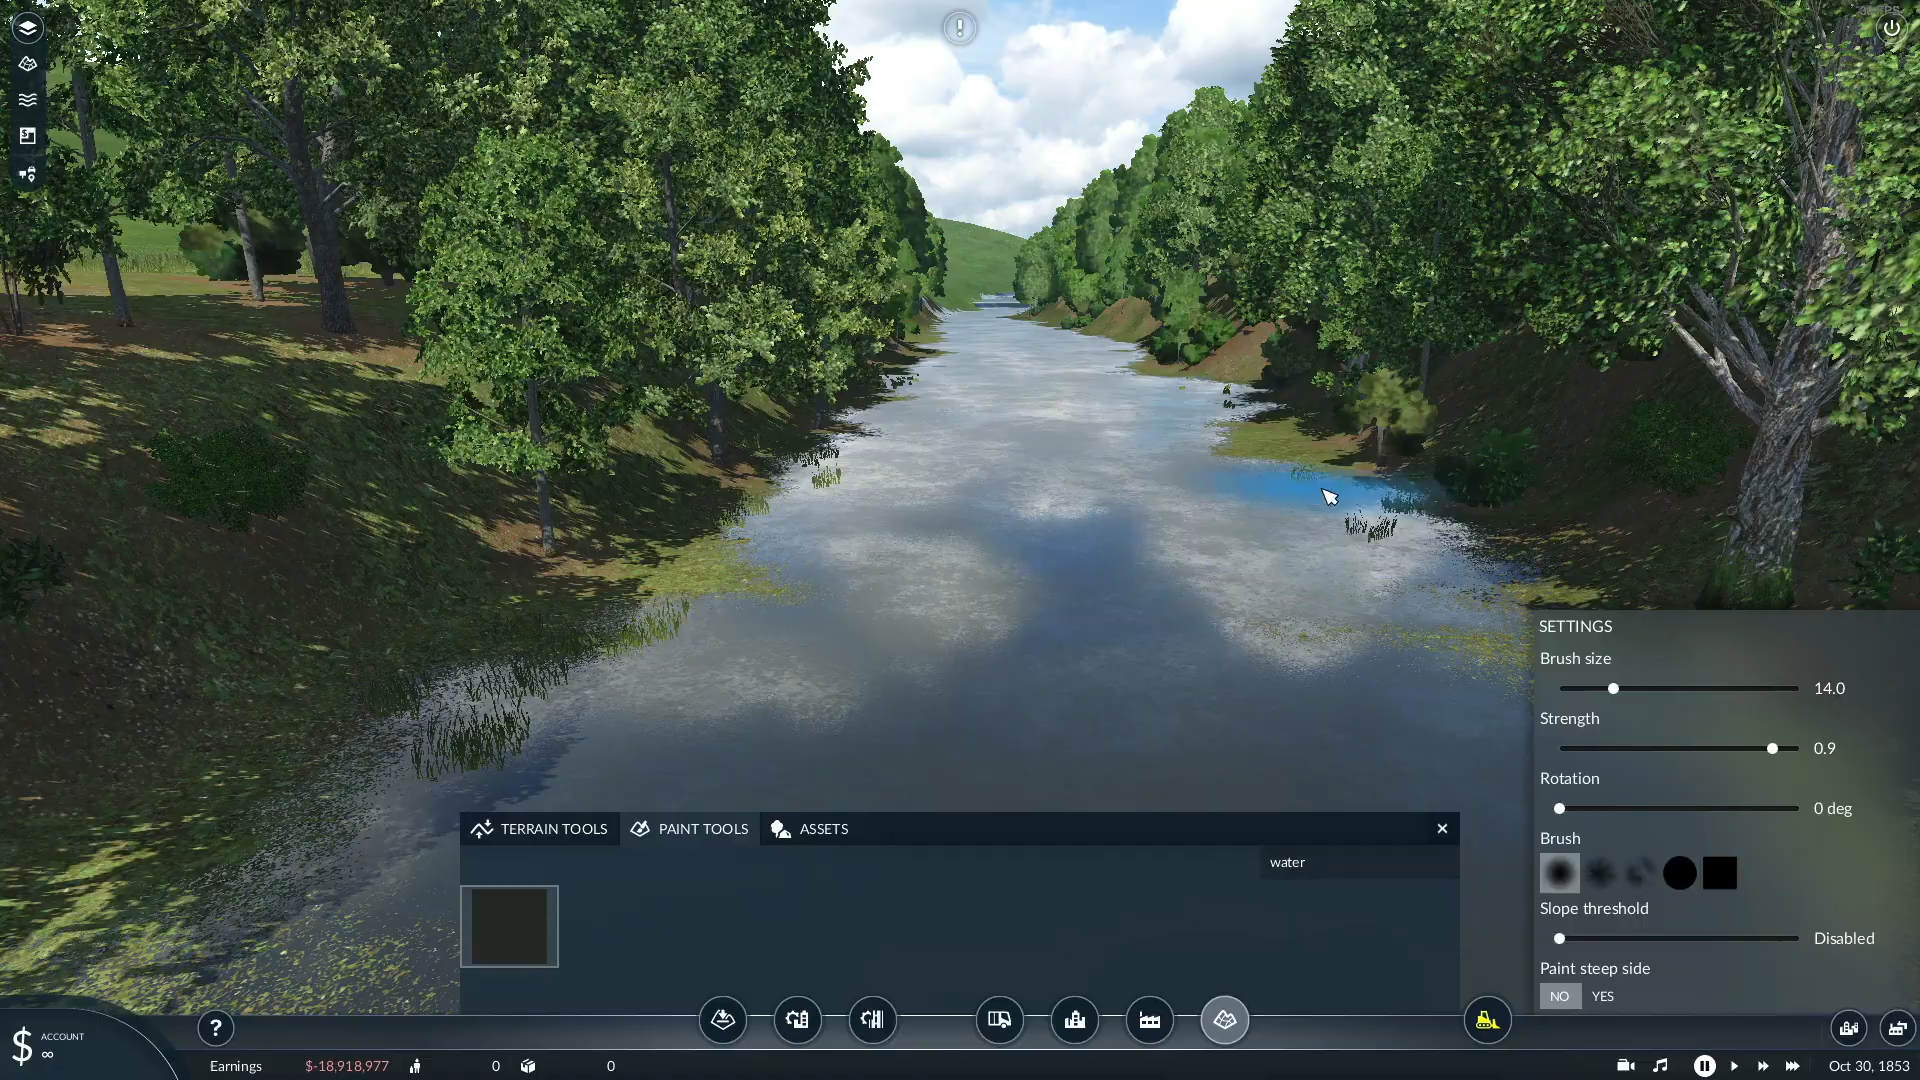 SETTINGS
Brush size
14.0
Strength
0.9
Rotation
0 deg
Brush
Slope threshold
Disabled
Paint steep side
NO YES
TERRAIN TOOLS PAINT TOOLS ASSETS
water
?
$ ACCOUNT
∞
Earnings $-18,918,977 0 0
Oct 30, 1853